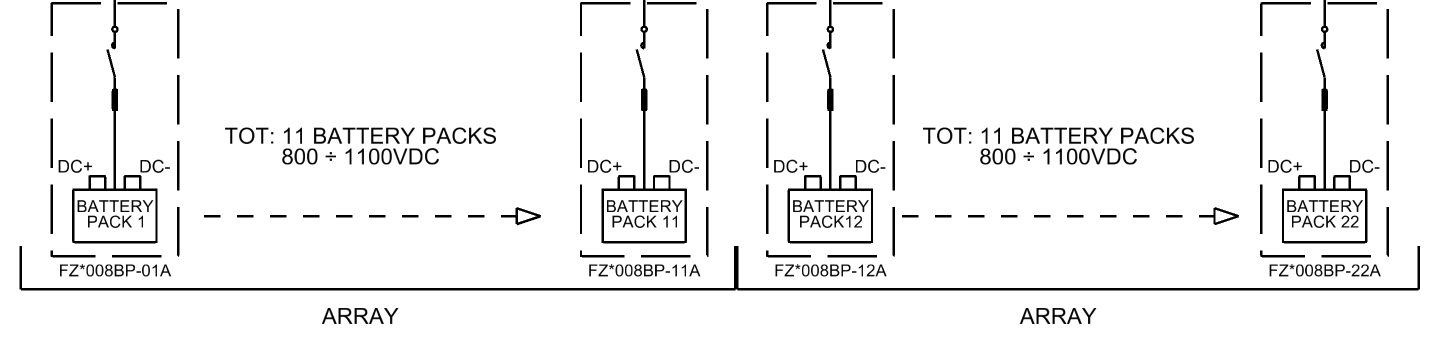 TOT: 11 BATTERY PACKS
800 ÷ 1100VDC
TOT: 11 BATTERY PACKS
800 ÷ 1100VDC
DC+ DC-
DC+ DC-
DC+ DC-
DC+ DC-
BATTERY
PACK 1
BATTERY
PACK 11
BATTERY
PACK12
BATTERY
PACK 22
FZ*008BP-01A
FZ*008BP-11A
FZ*008BP-12A
FZ*008BP-22A
ARRAY
ARRAY